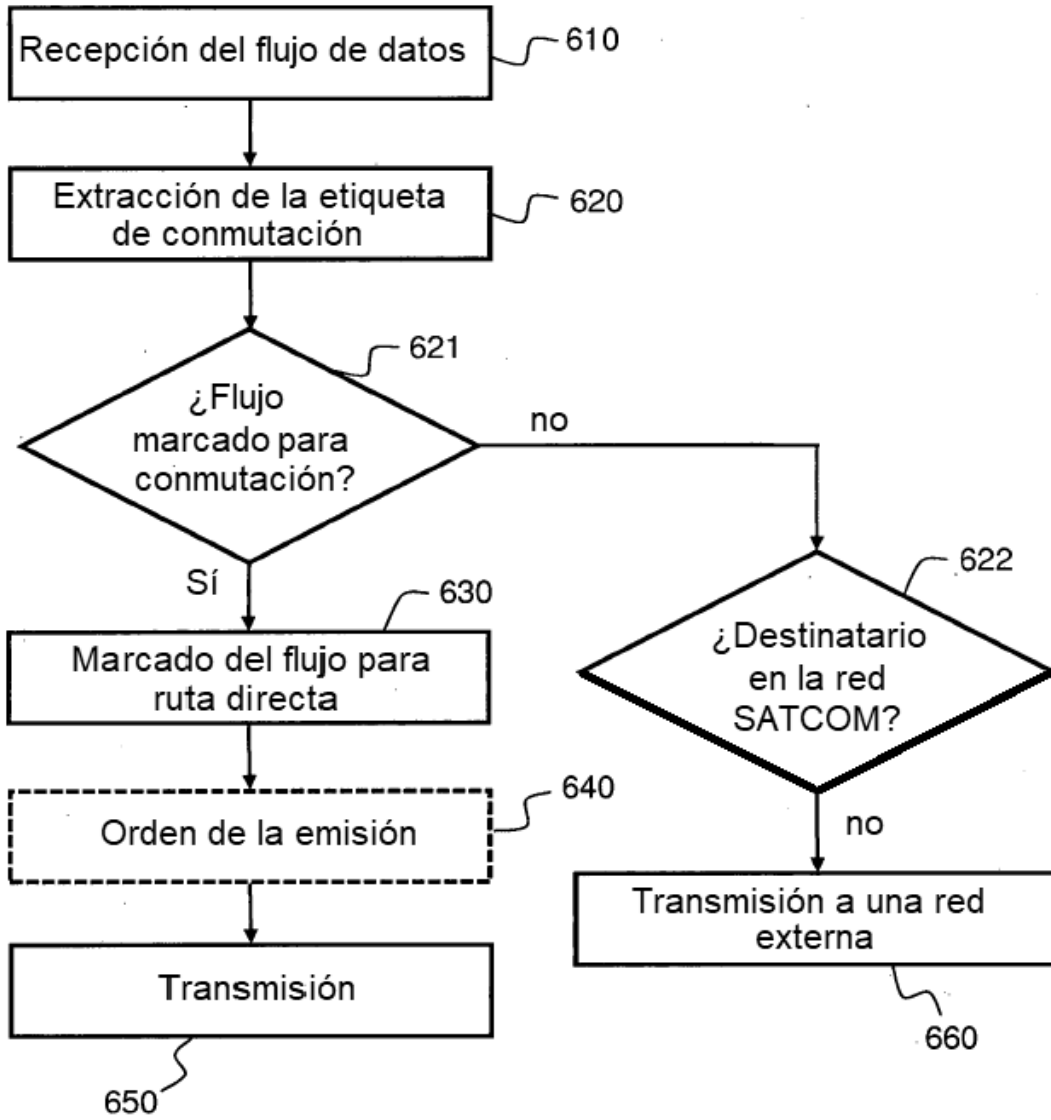 Recepción del flujo de datos
610
Extracción de la etiqueta
de conmutación
620
621
¿Flujo
marcado para
conmutación?
no
Sí
622
¿Destinatario
en la red
SATCOM?
630
Marcado del flujo para
ruta directa
640
Orden de la emisión
no
Transmisión a una red
externa
Transmisión
660
650